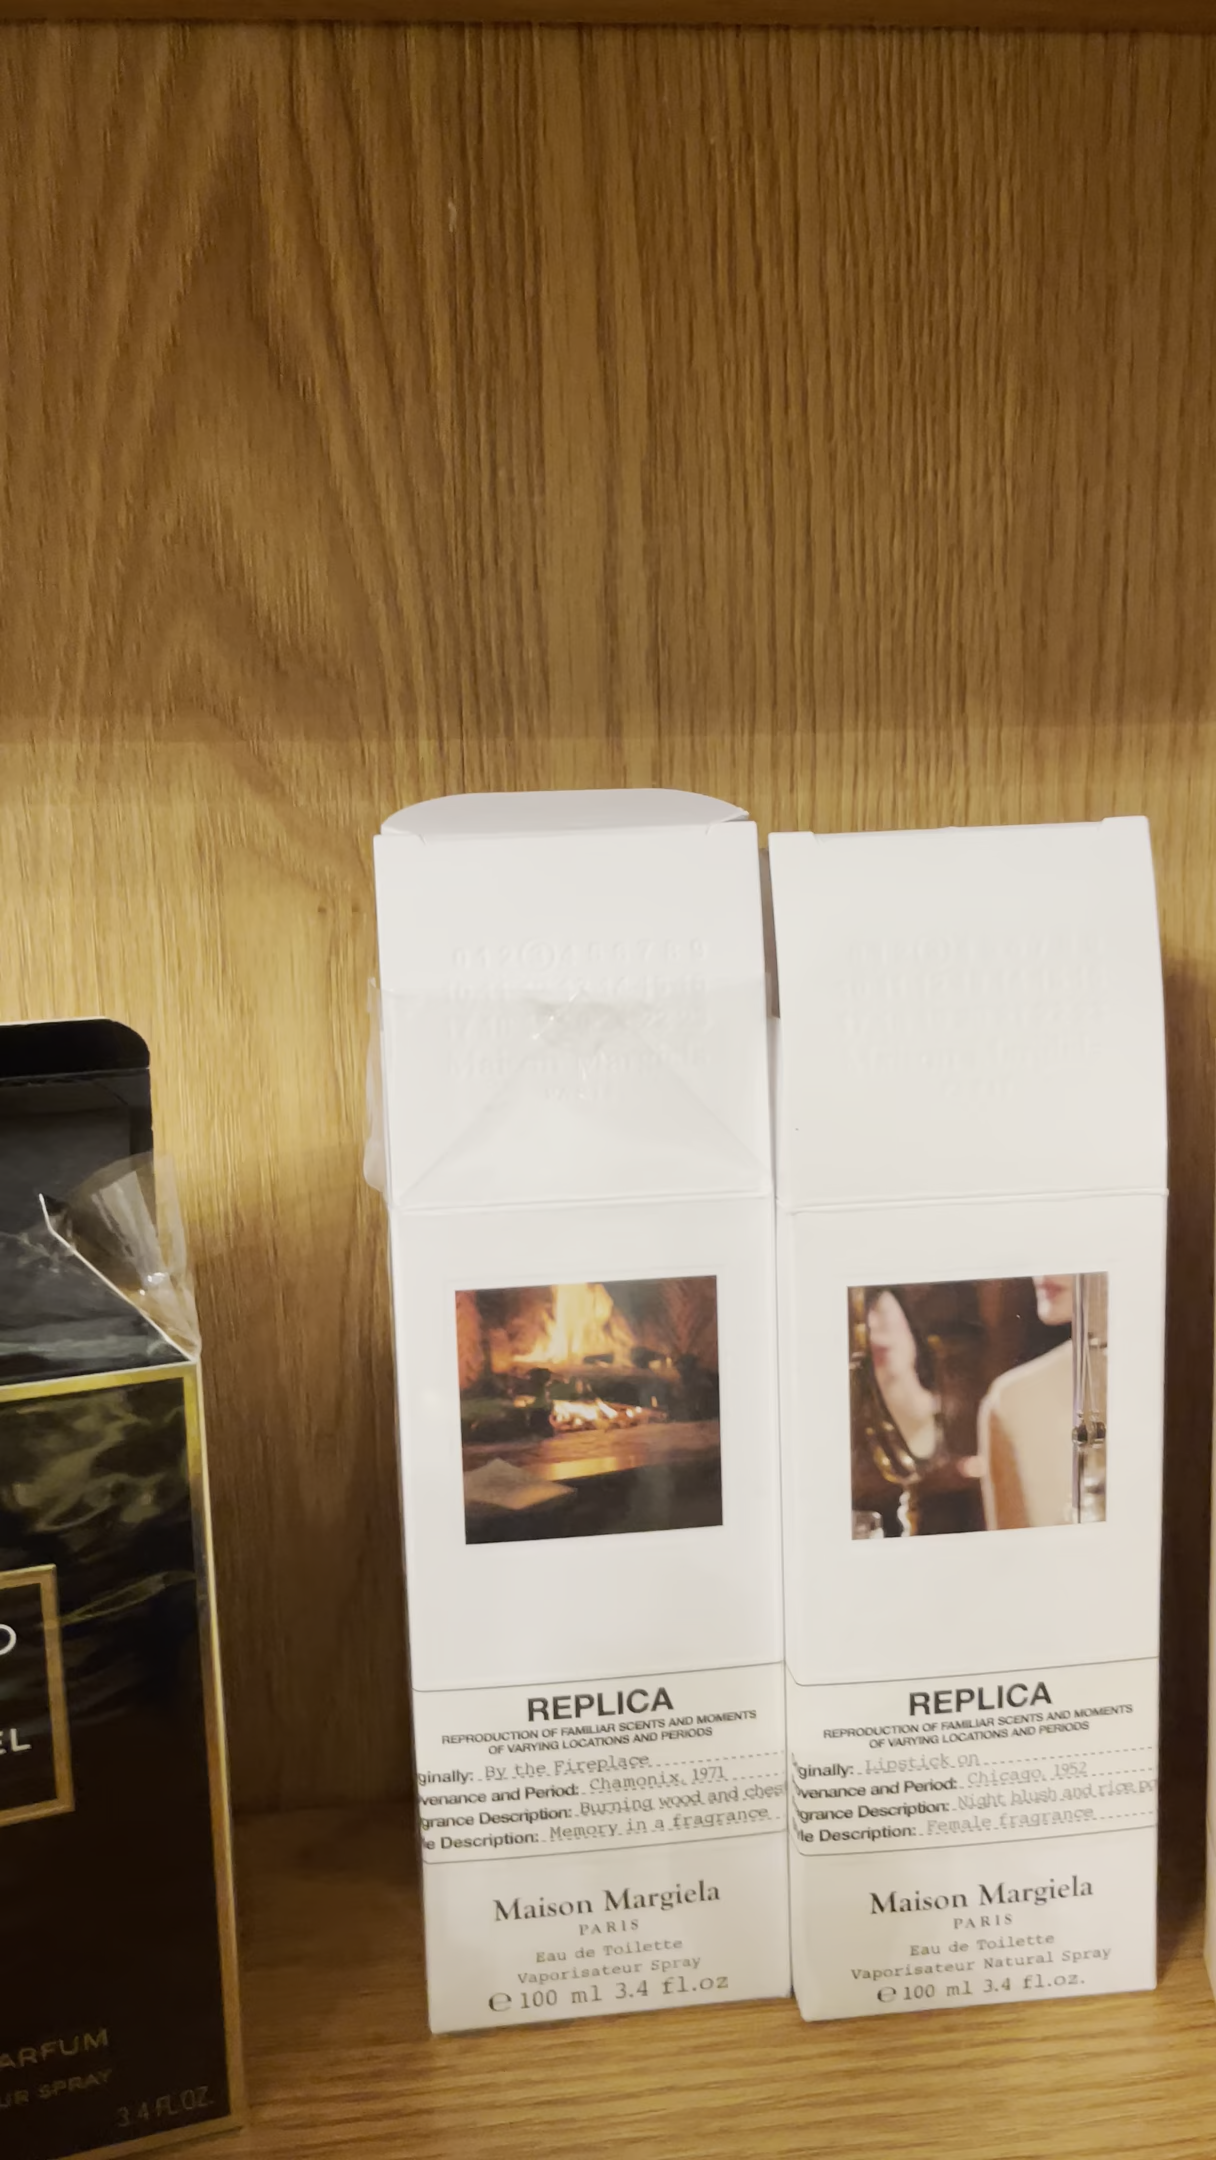 REPLICA
REPRODUCTION OF FAMILIAR SCENTS AND MOMENTS
OF VARYING LOCATIONS AND PERIODS
ginally: By the Fireplace
venance and Period: Chamonix, 1971
grance Description: Burning wood and chest
le Description: Memory in a fragrance
Maison Margiela
PARIS
Eau de Toilette
Vaporisateur Spray
℮ 100 ml 3.4 fl.oz
REPLICA
REPRODUCTION OF FAMILIAR SCENTS AND MOMENTS
OF VARYING LOCATIONS AND PERIODS
ginally: Lipstick on
venance and Period: Chicago, 1952
grance Description: Night blush and rice po
le Description: Female fragrance
Maison Margiela
PARIS
Eau de Toilette
Vaporisateur Natural Spray
℮ 100 ml 3.4 fl.oz.
O
EL
ARFUM
UR SPRAY
3.4 FL.OZ.